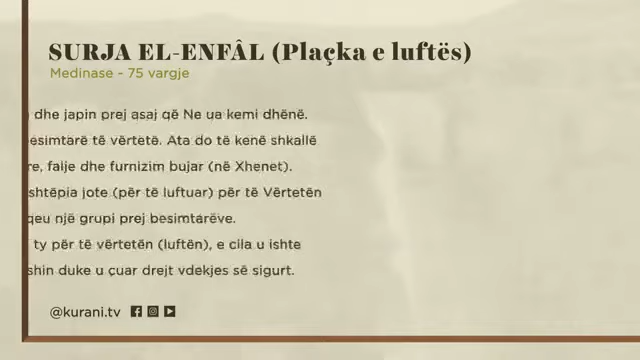 SURJA EL-ENFÂL (Plaçka e luftës)
Medinase - 75 vargje
dhe japin prej asaj që Ne ua kemi dhënë.
ësimtarë të vërtetë. Ata do të kenë shkallë
re, falje dhe furnizim bujar (në Xhenet).
shtëpia jote (për të luftuar) për të Vërtetën
qeu një grupi prej besimtarëve.
ty për të vërtetën (luftën), e cila u ishte
shin duke u çuar drejt vdekjes së sigurt.
@kurani.tv